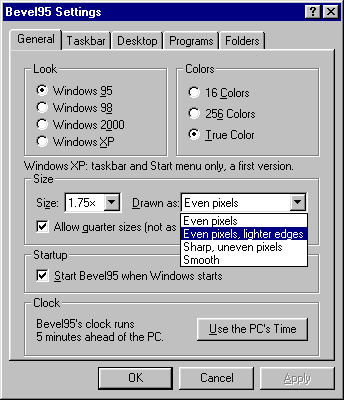 Bevel95 Settings
General
Taskbar
Desktop
Programs
Folders
Look
Windows 95
Windows 98
Windows 2000
Windows XP
Colors
16 Colors
256 Colors
True Color
Windows XP: taskbar and Start menu only, a first version.
Size
Size: 1.75× Drawn as: Even pixels
Even pixels
Even pixels, lighter edges
Sharp, uneven pixels
Smooth
Allow quarter sizes (not as
Startup
Start Bevel95 when Windows starts
Clock
Bevel95's clock runs
5 minutes ahead of the PC.
Use the PC's Time
OK
Cancel
Apply